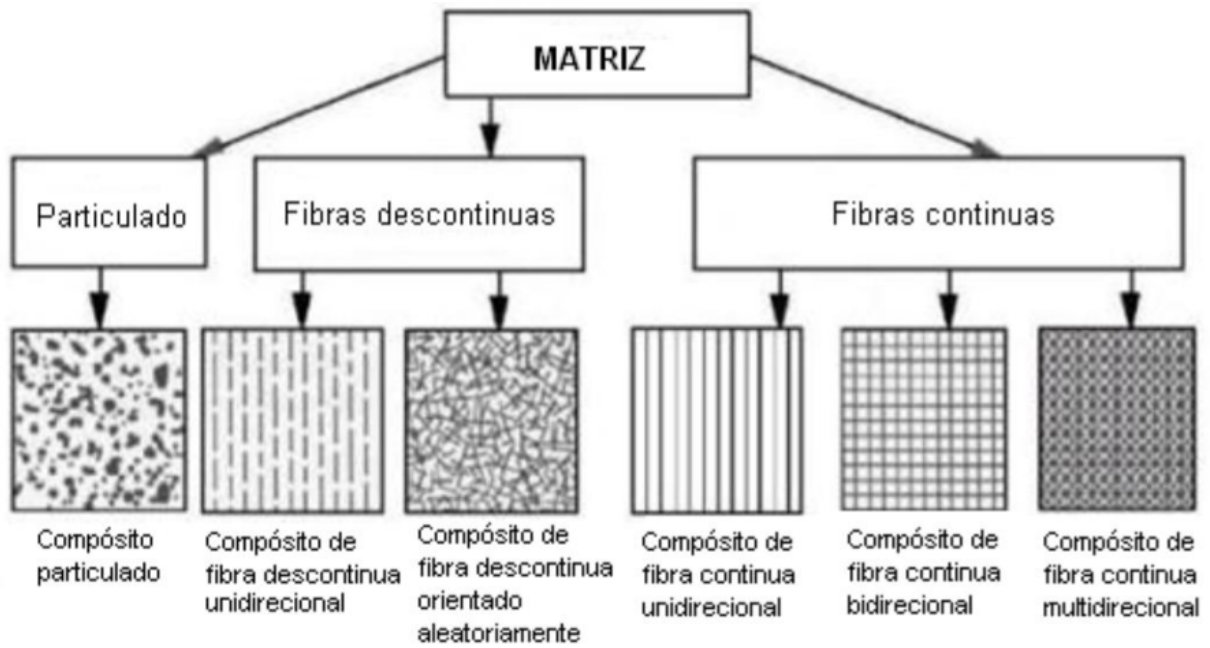 MATRIZ
Particulado
Fibras descontinuas
Fibras continuas
Compósito
particulado
Compósito de
fibra descontinua
unidirecional
Compósito de
fibra descontinua
orientado
aleatoriamente
Compósito de
fibra continua
unidirecional
Compósito de
fibra continua
bidirecional
Compósito de
fibra continua
multidirecional